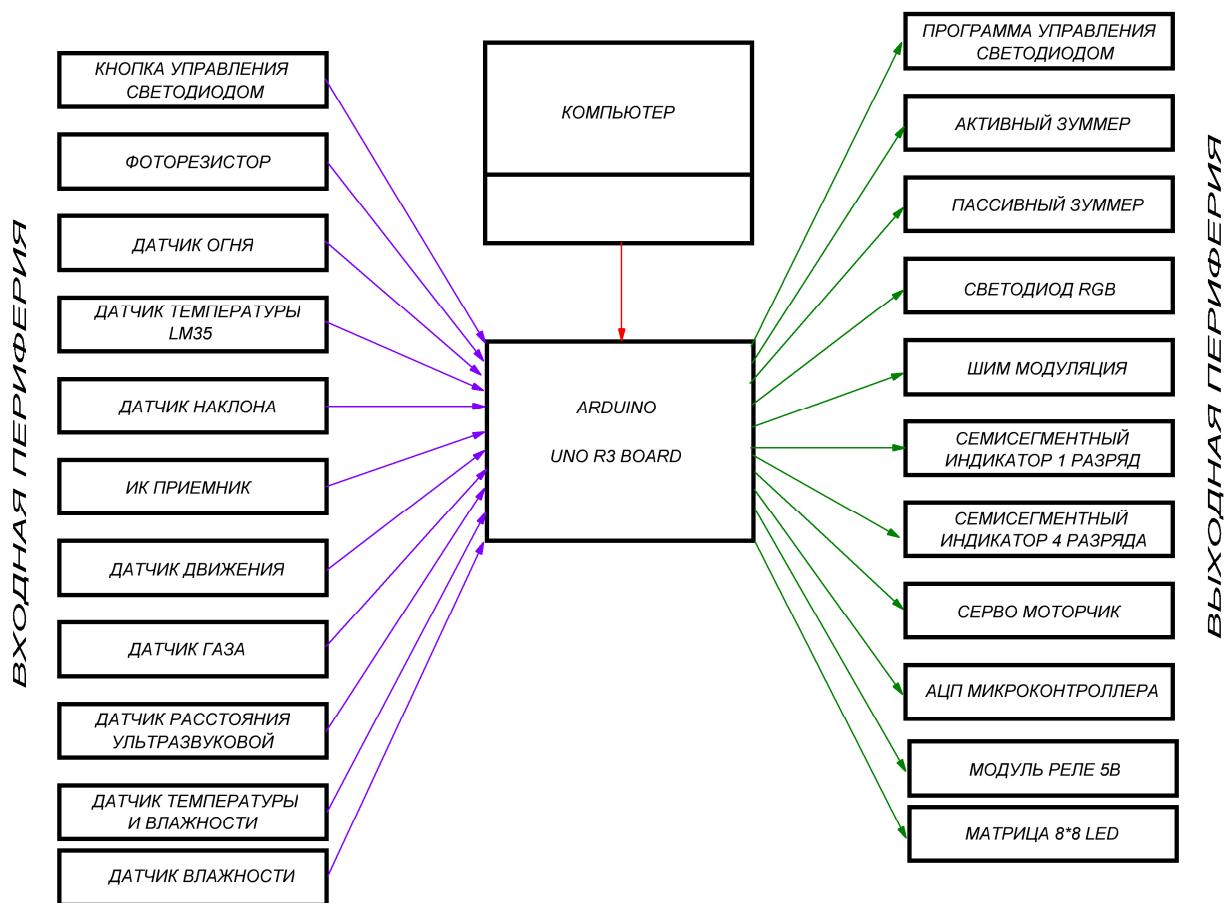 ВХОДНАЯ ПЕРИФЕРИЯ
КНОПКА УПРАВЛЕНИЯ
СВЕТОДИОДОМ
ФОТОРЕЗИСТОР
ДАТЧИК ОГНЯ
ДАТЧИК ТЕМПЕРАТУРЫ
LM35
ДАТЧИК НАКЛОНА
ИК ПРИЕМНИК
ДАТЧИК ДВИЖЕНИЯ
ДАТЧИК ГАЗА
ДАТЧИК РАССТОЯНИЯ
УЛЬТРАЗВУКОВОЙ
ДАТЧИК ТЕМПЕРАТУРЫ
И ВЛАЖНОСТИ
ДАТЧИК ВЛАЖНОСТИ
КОМПЬЮТЕР
ARDUINO
UNO R3 BOARD
ПРОГРАММА УПРАВЛЕНИЯ
СВЕТОДИОДОМ
АКТИВНЫЙ ЗУММЕР
ПАССИВНЫЙ ЗУММЕР
СВЕТОДИОД RGB
ШИМ МОДУЛЯЦИЯ
СЕМИСЕГМЕНТНЫЙ
ИНДИКАТОР 1 РАЗРЯД
СЕМИСЕГМЕНТНЫЙ
ИНДИКАТОР 4 РАЗРЯДА
СЕРВО МОТОРЧИК
АЦП МИКРОКОНТРОЛЛЕРА
МОДУЛЬ РЕЛЕ 5В
МАТРИЦА 8*8 LED
ВЫХОДНАЯ ПЕРИФЕРИЯ